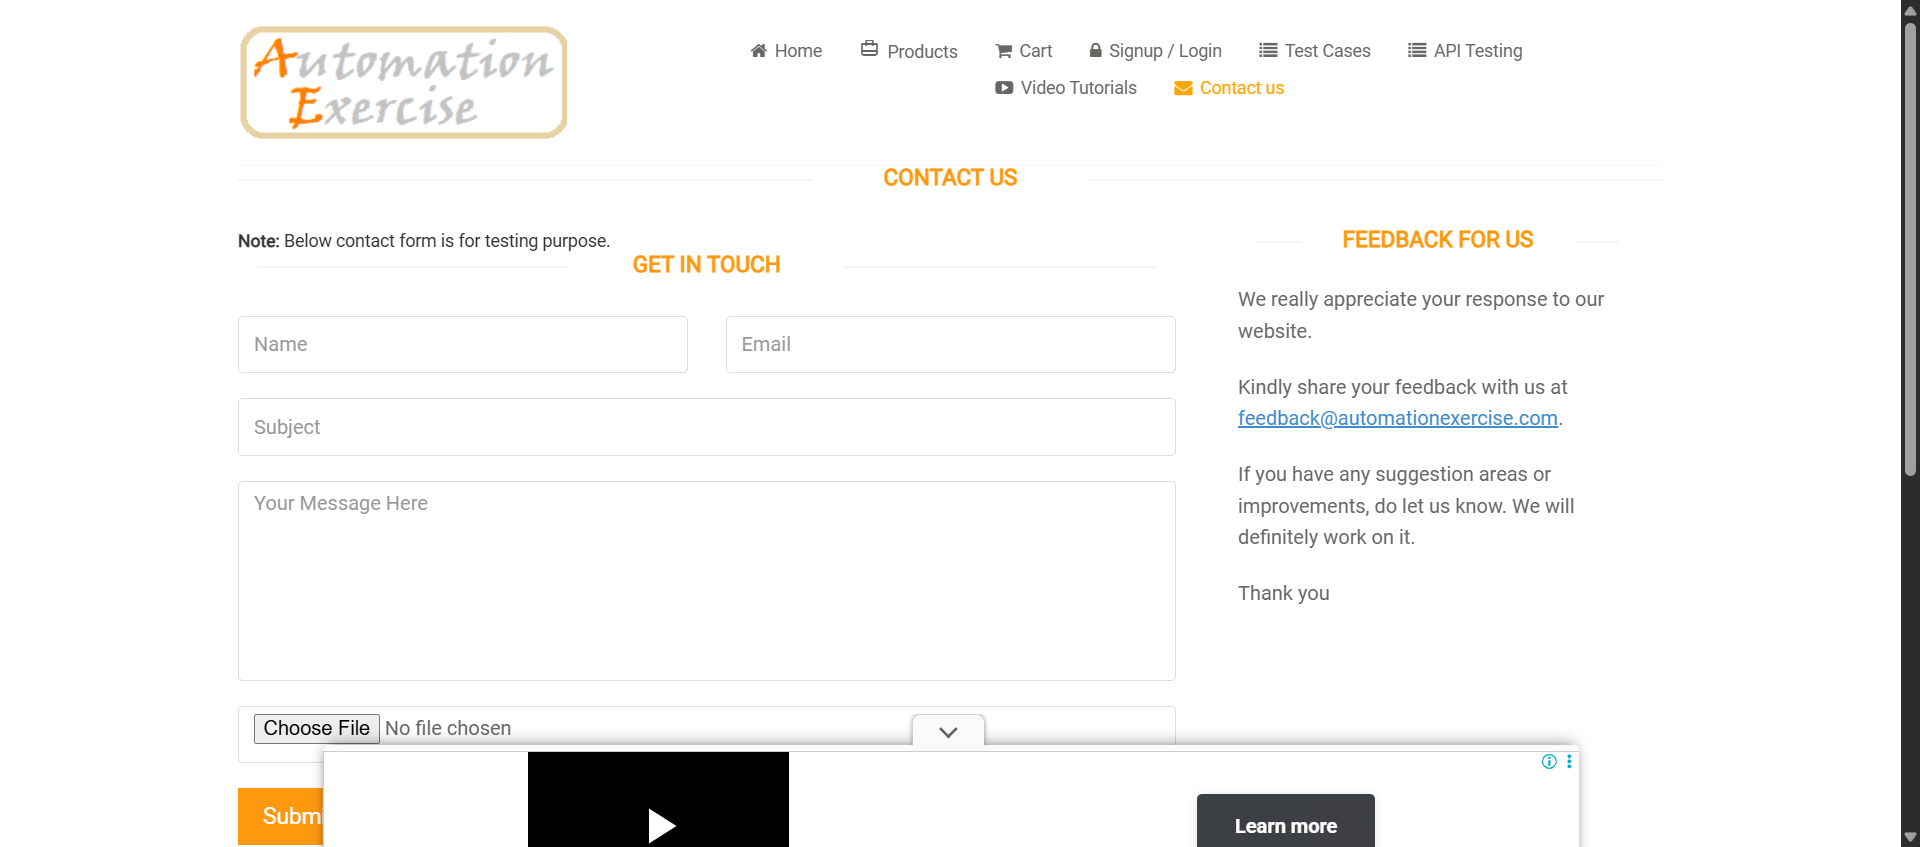 Automation
Exercise
Home
Products
Cart
Signup / Login
Test Cases
API Testing
Video Tutorials
Contact us
CONTACT US
Note: Below contact form is for testing purpose.
GET IN TOUCH
Name
Email
Subject
Your Message Here
Choose File No file chosen
Submi
FEEDBACK FOR US
We really appreciate your response to our
website.
Kindly share your feedback with us at
feedback@automationexercise.com.
If you have any suggestion areas or
improvements, do let us know. We will
definitely work on it.
Thank you
Learn more